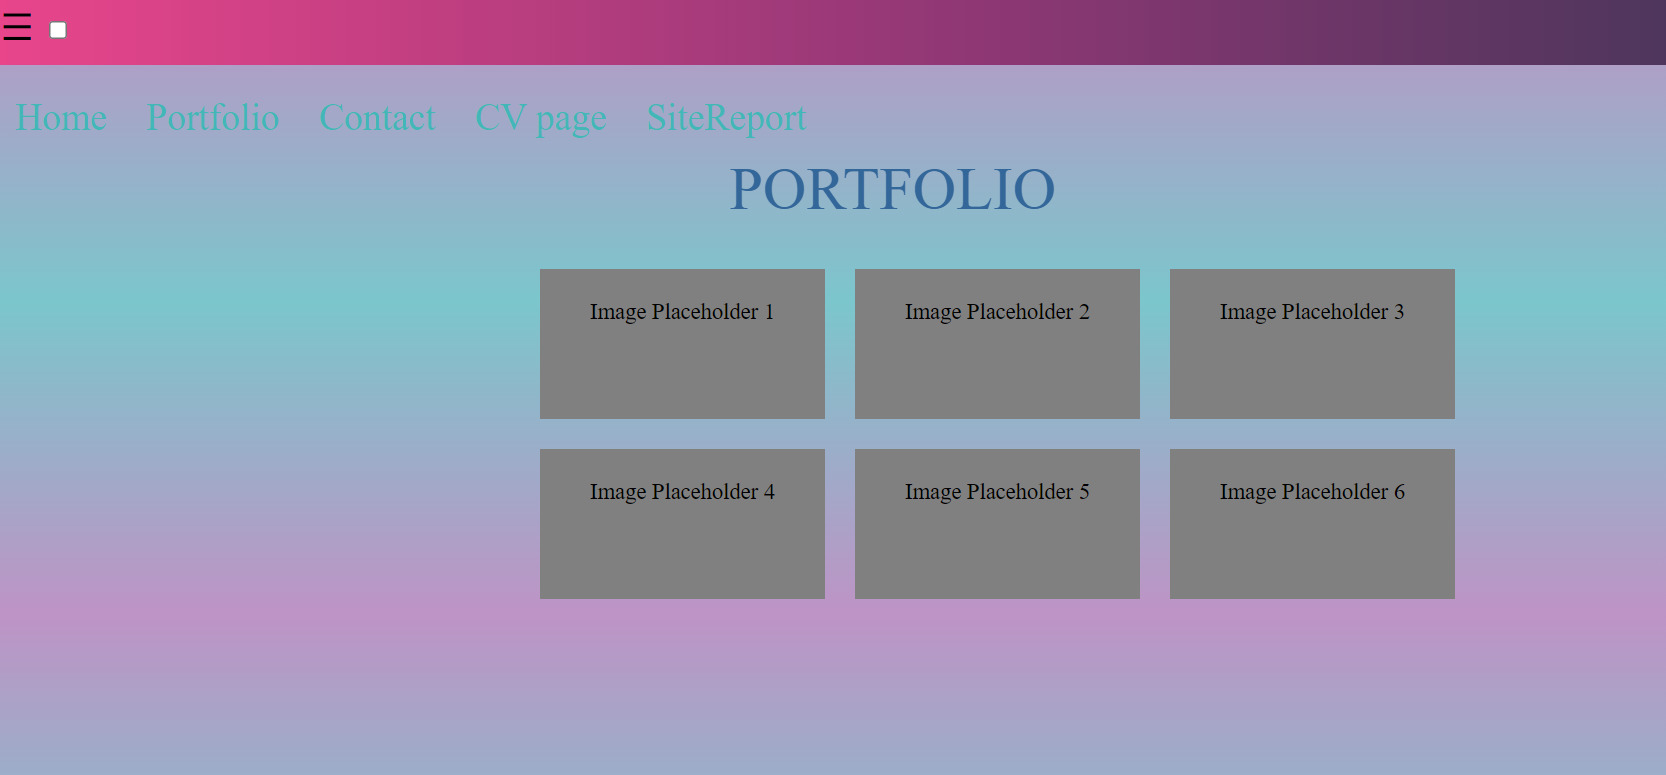 ☰
Home Portfolio Contact CV page SiteReport
PORTFOLIO
Image Placeholder 1 Image Placeholder 2 Image Placeholder 3
Image Placeholder 4 Image Placeholder 5 Image Placeholder 6